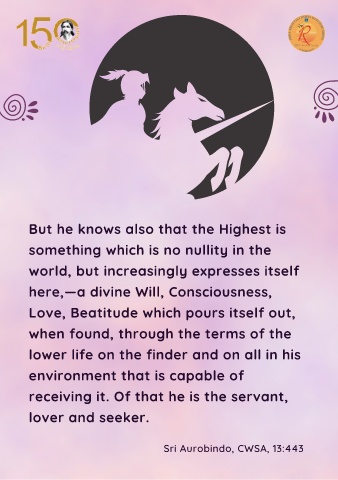 150
But he knows also that the Highest is
something which is no nullity in the
world, but increasingly expresses itself
here,—a divine Will, Consciousness,
Love, Beatitude which pours itself out,
when found, through the terms of the
lower life on the finder and on all in his
environment that is capable of
receiving it. Of that he is the servant,
lover and seeker.
Sri Aurobindo, CWSA, 13:443